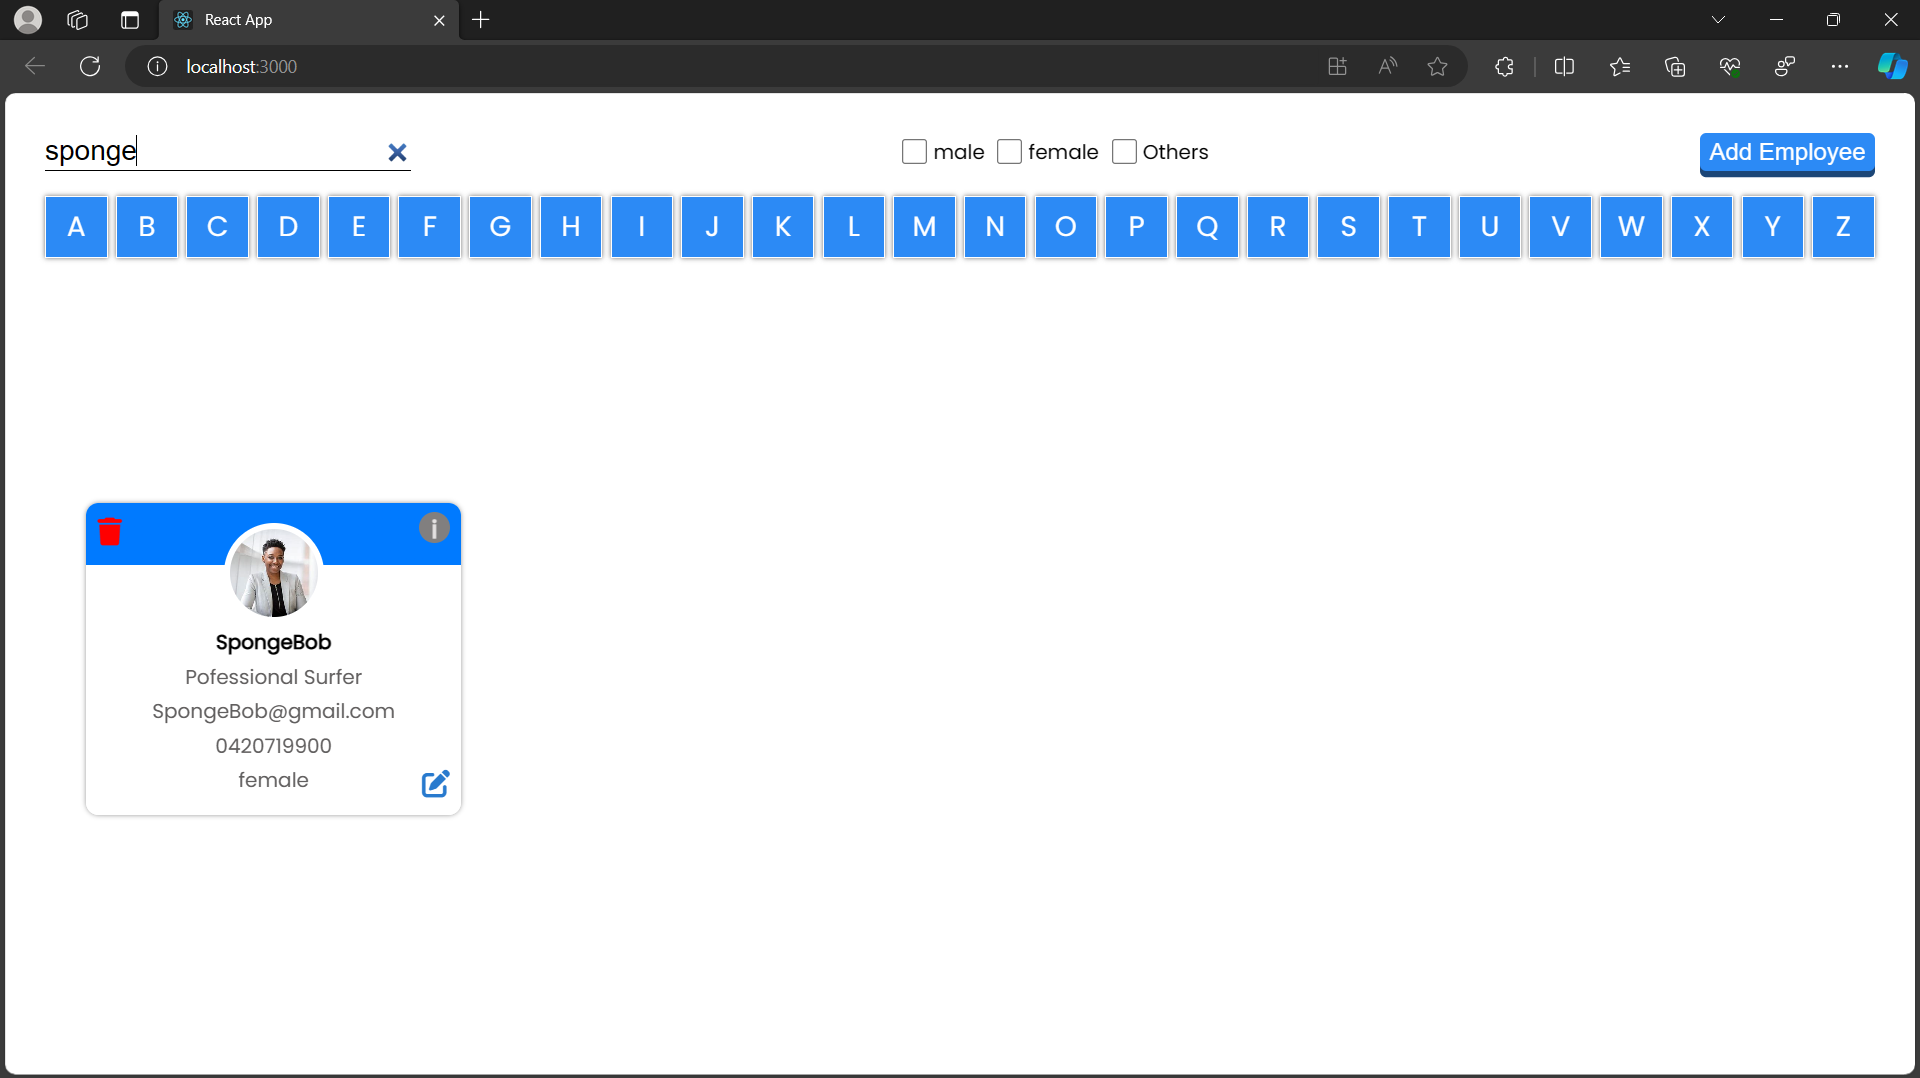 React App
localhost:3000
sponge
male female Others
Add Employee
A B C D E F G H I J K L M N O P Q R S T U V W X Y Z
SpongeBob
Pofessional Surfer
SpongeBob@gmail.com
0420719900
female